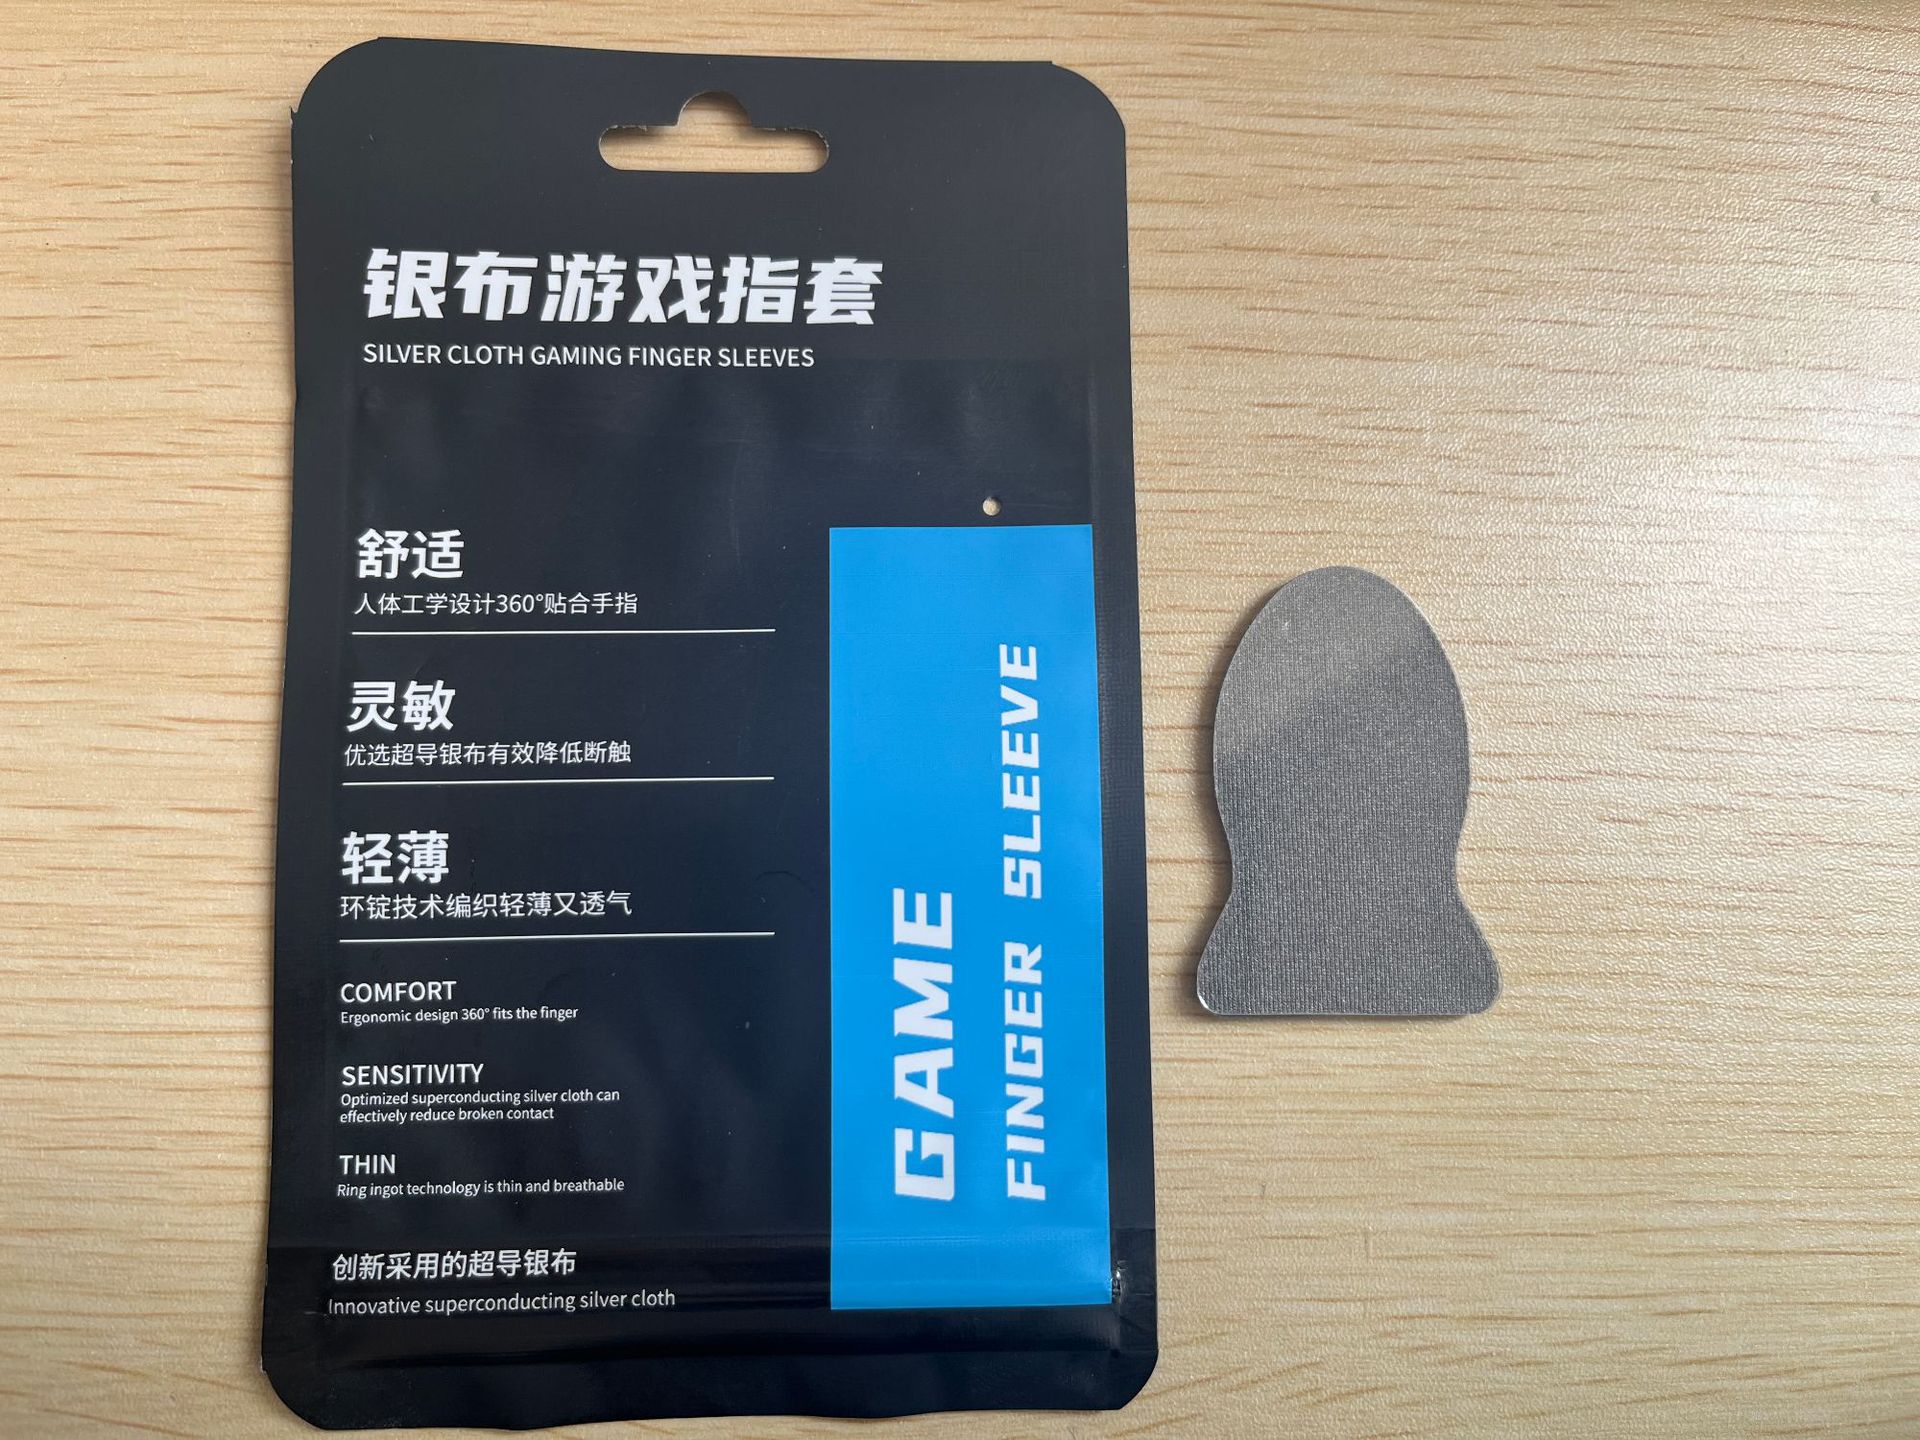 银布游戏指套
SILVER CLOTH GAMING FINGER SLEEVES
舒适
人体工学设计360°贴合手指
灵敏
优选超导银布有效降低断触
轻薄
环锭技术编织轻薄又透气
COMFORT
Ergonomic design 360° fits the finger
SENSITIVITY
Optimized superconducting silver cloth can
effectively reduce broken contact
THIN
Ring ingot technology is thin and breathable
创新采用的超导银布
Innovative superconducting silver cloth
GAME
FINGER SLEEVE